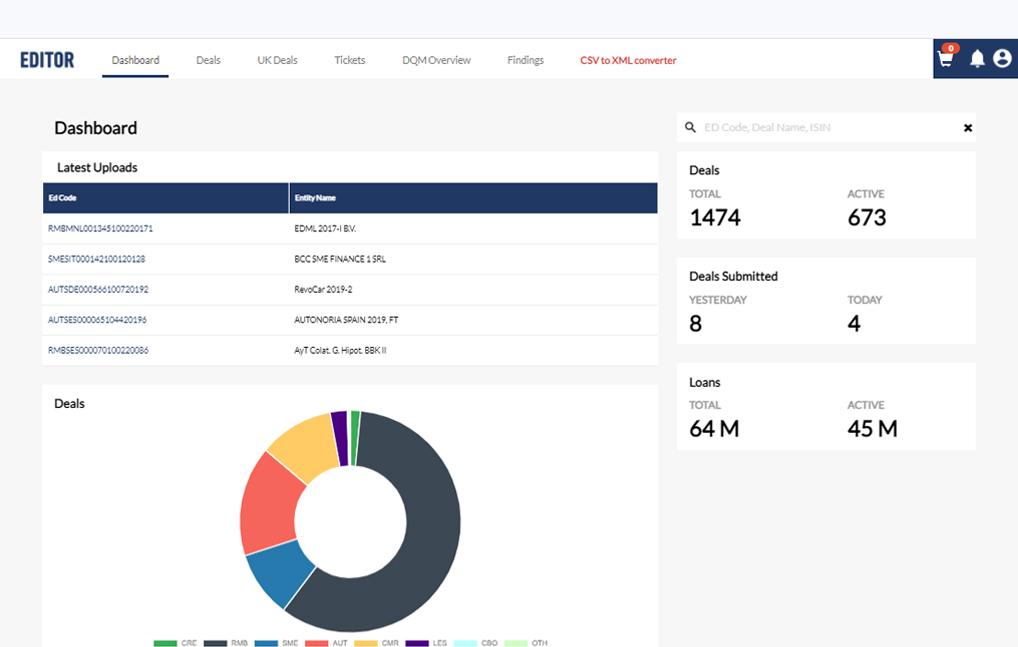 EDITOR Dashboard Deals UK Deals Tickets DQM Overview Findings CSV to XML converter 0
Dashboard
ED Code, Deal Name, ISIN
Latest Uploads
Ed Code Entity Name
RMBMNL001345100220171 EDML 2017-I B.V.
SMESIT000142100120128 BCC SME FINANCE 1 SRL
AUTSDE000566100720192 RevoCar 2019-2
AUTSES000065104420196 AUTONORIA SPAIN 2019, FT
RMBSES000070100220086 AyT Colat. G. Hipot. BBK II
Deals
TOTAL ACTIVE
1474 673
Deals Submitted
YESTERDAY TODAY
8 4
Loans
TOTAL ACTIVE
64 M 45 M
Deals
CRE RMB SME AUT CMR LES CBO OTH